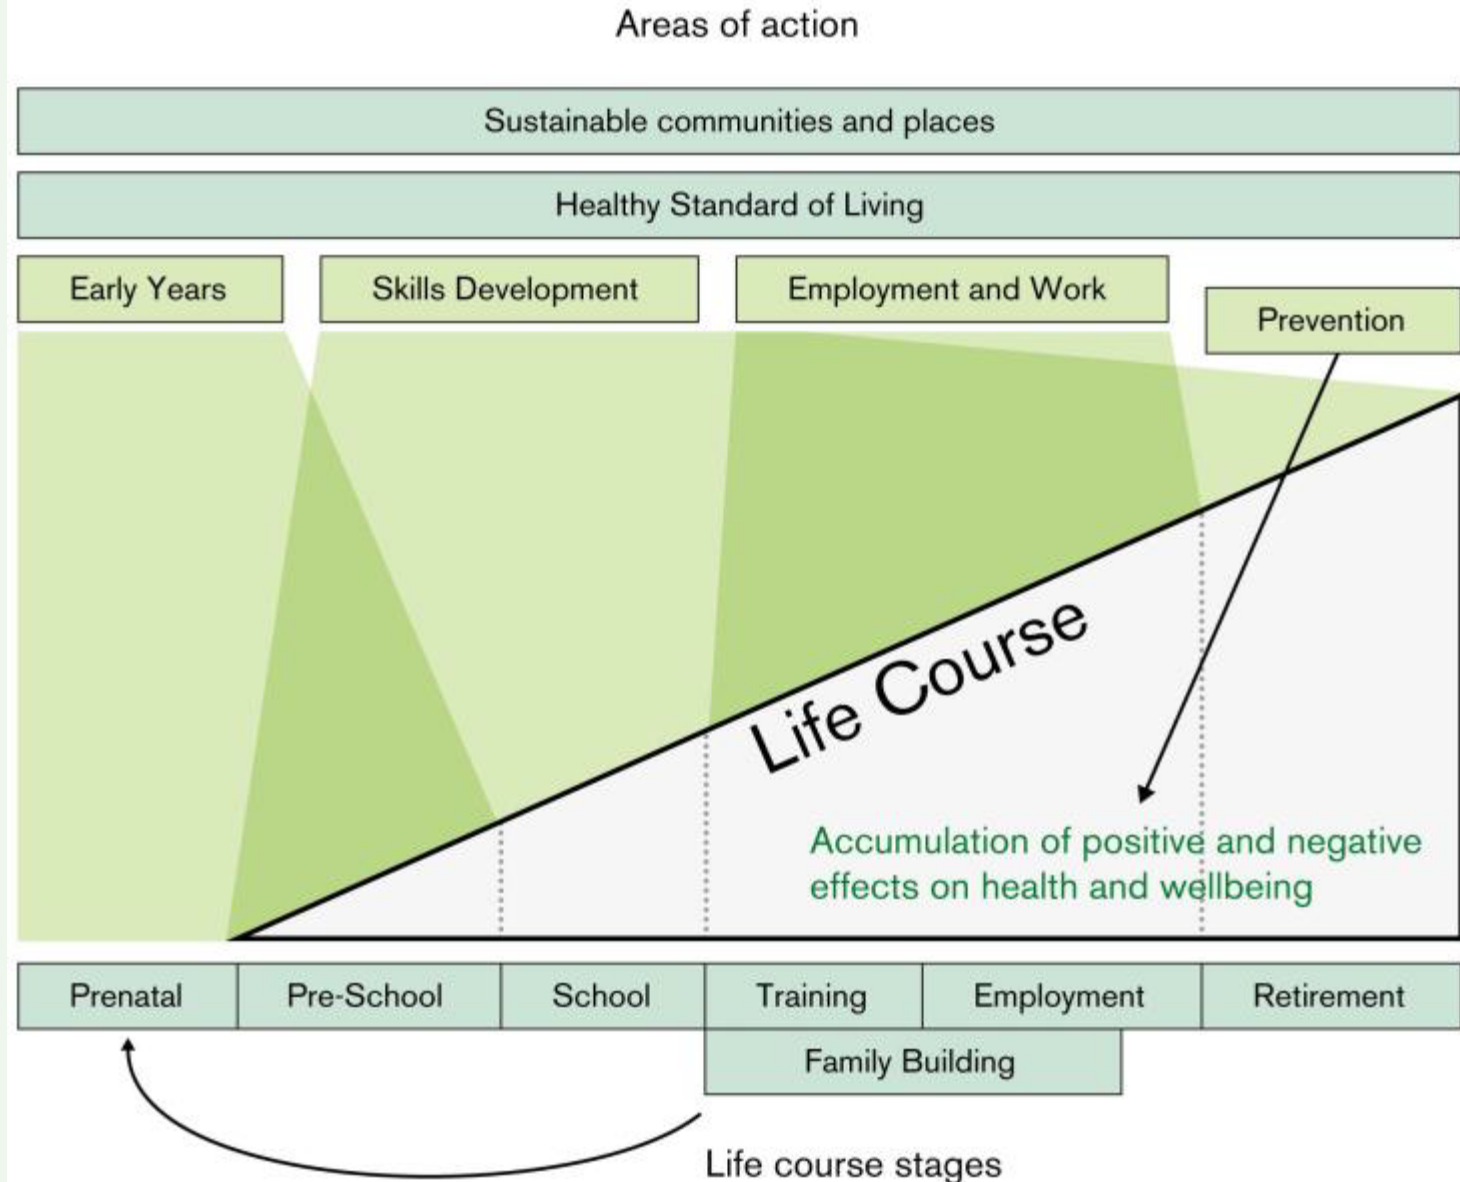 Areas of action
Sustainable communities and places
Healthy Standard of Living
Early Years
Skills Development
Employment and Work
Prevention
Life Course
Accumulation of positive and negative
effects on health and wellbeing
Prenatal
Pre-School
School
Training
Employment
Retirement
Family Building
Life course stages